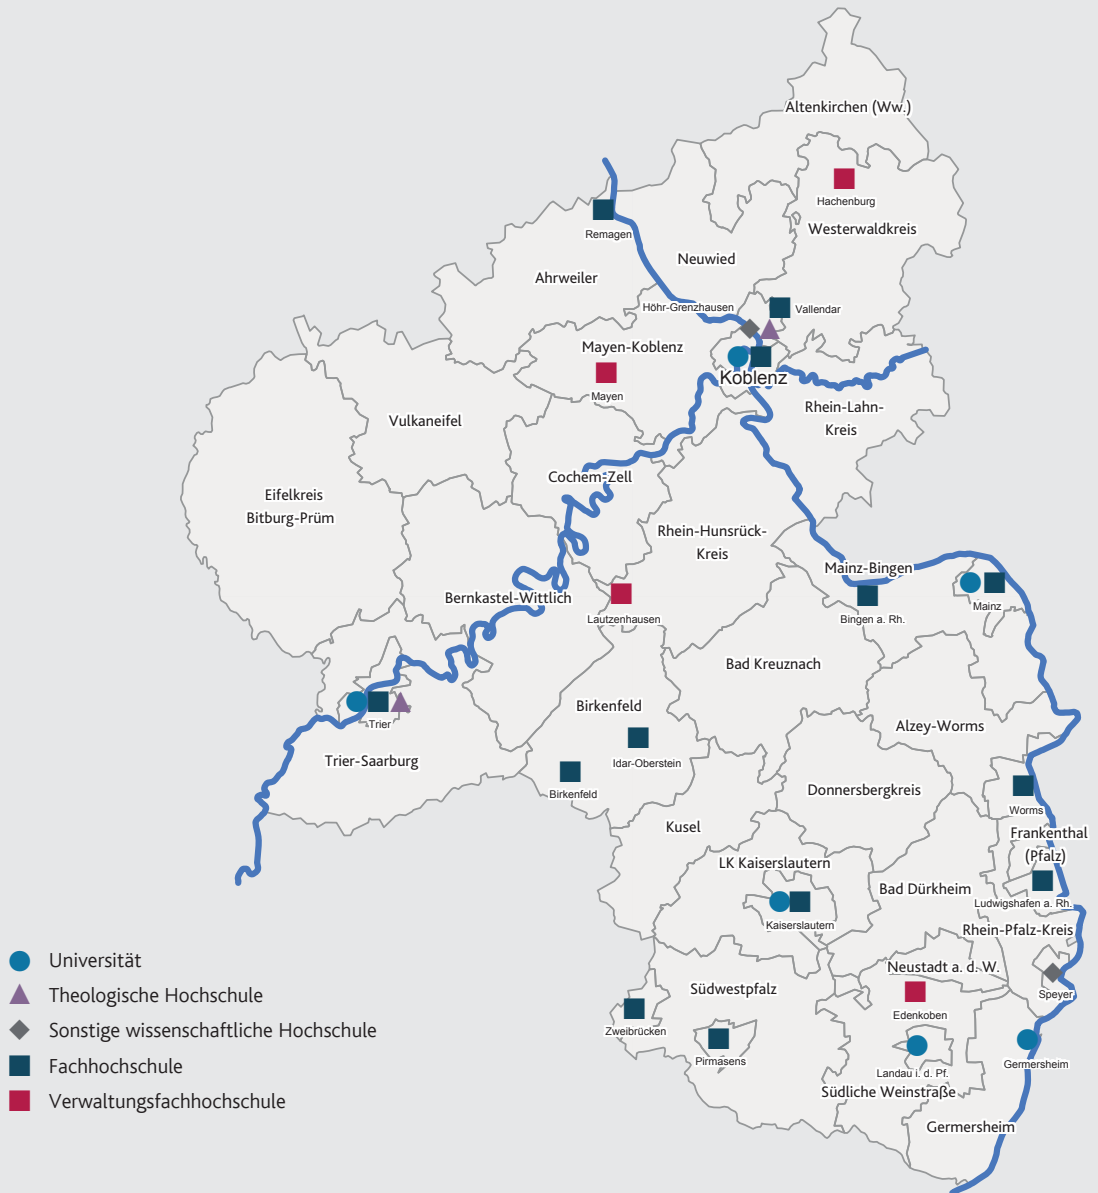 Altenkirchen (Ww.)
Hachenburg
Westerwaldkreis
Remagen
Neuwied
Ahrweiler
Höhr-Grenzhausen
Vallendar
Mayen-Koblenz
Koblenz
Mayen
Rhein-Lahn-
Kreis
Vulkaneifel
Cochem-Zell
Eifelkreis
Bitburg-Prüm
Rhein-Hunsrück-
Kreis
Mainz-Bingen
Bernkastel-Wittlich
Mainz
Lautzenhausen
Bingen a. Rh.
Bad Kreuznach
Birkenfeld
Trier
Alzey-Worms
Trier-Saarburg
Idar-Oberstein
Birkenfeld
Donnersbergkreis
Worms
Kusel
Frankenthal
(Pfalz)
LK Kaiserslautern
Bad Dürkheim
Ludwigshafen a. Rh.
Kaiserslautern
Rhein-Pfalz-Kreis
Neustadt a. d. W.
Südwestpfalz
Speyer
Edenkoben
Zweibrücken
Pirmasens
Germersheim
Landau i. d. Pf.
Südliche Weinstraße
Germersheim
Universität
Theologische Hochschule
Sonstige wissenschaftliche Hochschule
Fachhochschule
Verwaltungsfachhochschule